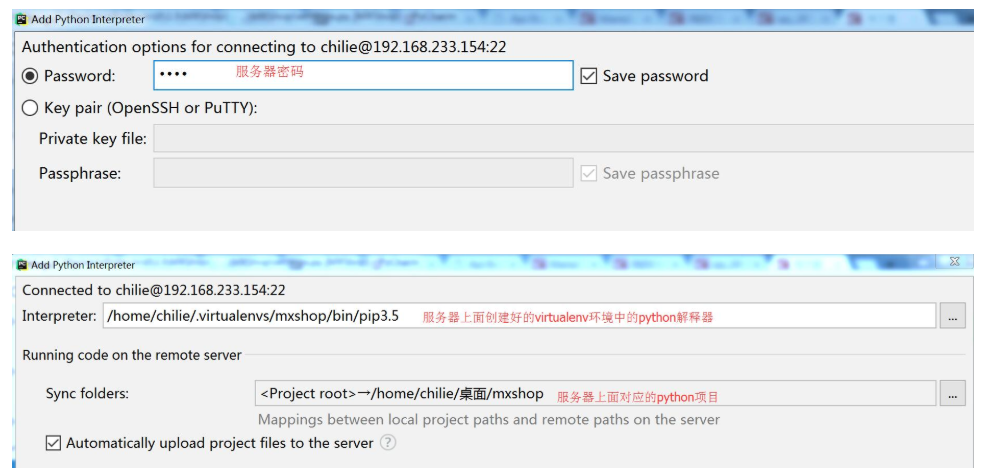 Add Python Interpreter
Authentication options for connecting to chilie@192.168.233.154:22
Password: •••• 服务器密码 Save password
Key pair (OpenSSH or PuTTY):
Private key file:
Passphrase: Save passphrase
Add Python Interpreter
Connected to chilie@192.168.233.154:22
Interpreter: /home/chilie/.virtualenvs/mxshop/bin/pip3.5 服务器上面创建好的virtualenv环境中的python解释器 ...
Running code on the remote server
Sync folders: <Project root>→/home/chilie/桌面/mxshop 服务器上面对应的python项目 ...
Mappings between local project paths and remote paths on the server
Automatically upload project files to the server ?